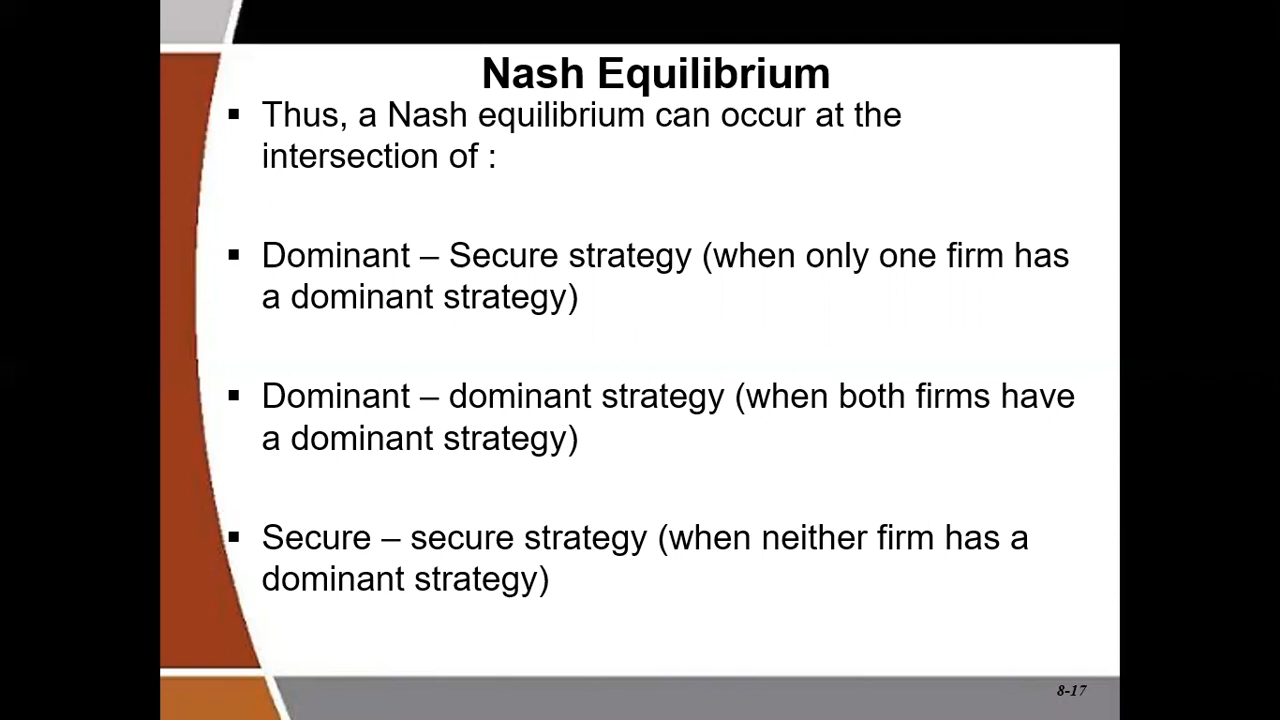 Nash Equilibrium
▪ Thus, a Nash equilibrium can occur at the
intersection of :
▪ Dominant – Secure strategy (when only one firm has
a dominant strategy)
▪ Dominant – dominant strategy (when both firms have
a dominant strategy)
▪ Secure – secure strategy (when neither firm has a
dominant strategy)
8-17